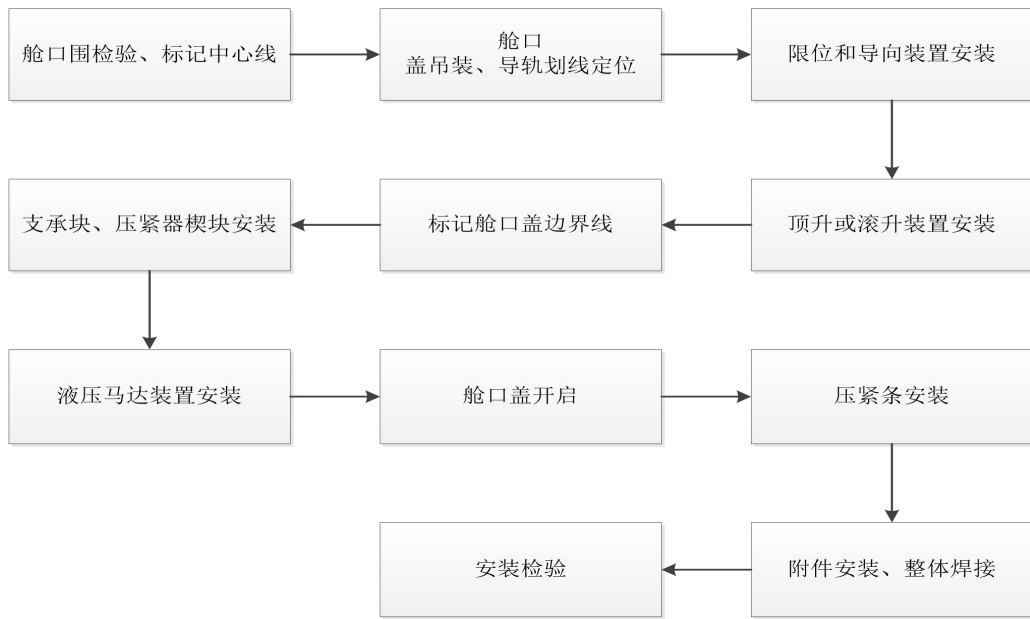 舱口围检验、标记中心线
舱口
盖吊装、导轨划线定位
限位和导向装置安装
顶升或滚升装置安装
标记舱口盖边界线
支承块、压紧器楔块安装
液压马达装置安装
舱口盖开启
压紧条安装
附件安装、整体焊接
安装检验